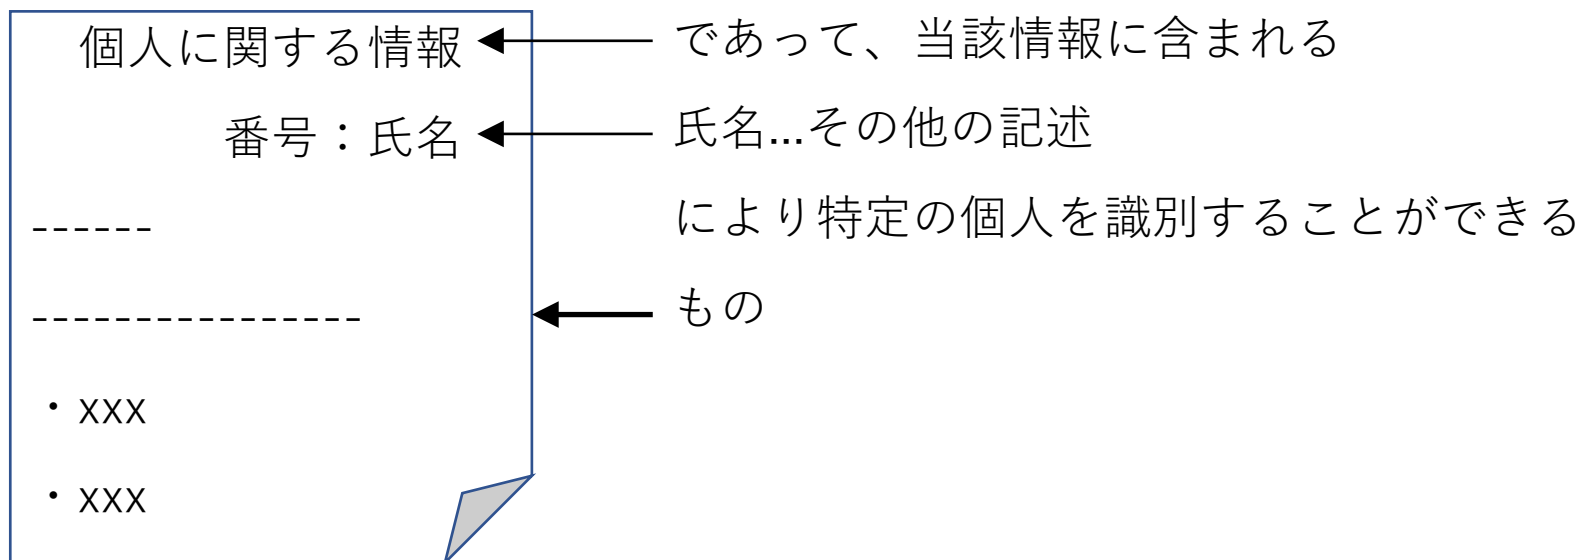 個人に関する情報
番号：氏名
------
----------------
・xxx
・xxx
であって、当該情報に含まれる
氏名...その他の記述
により特定の個人を識別することができる
もの